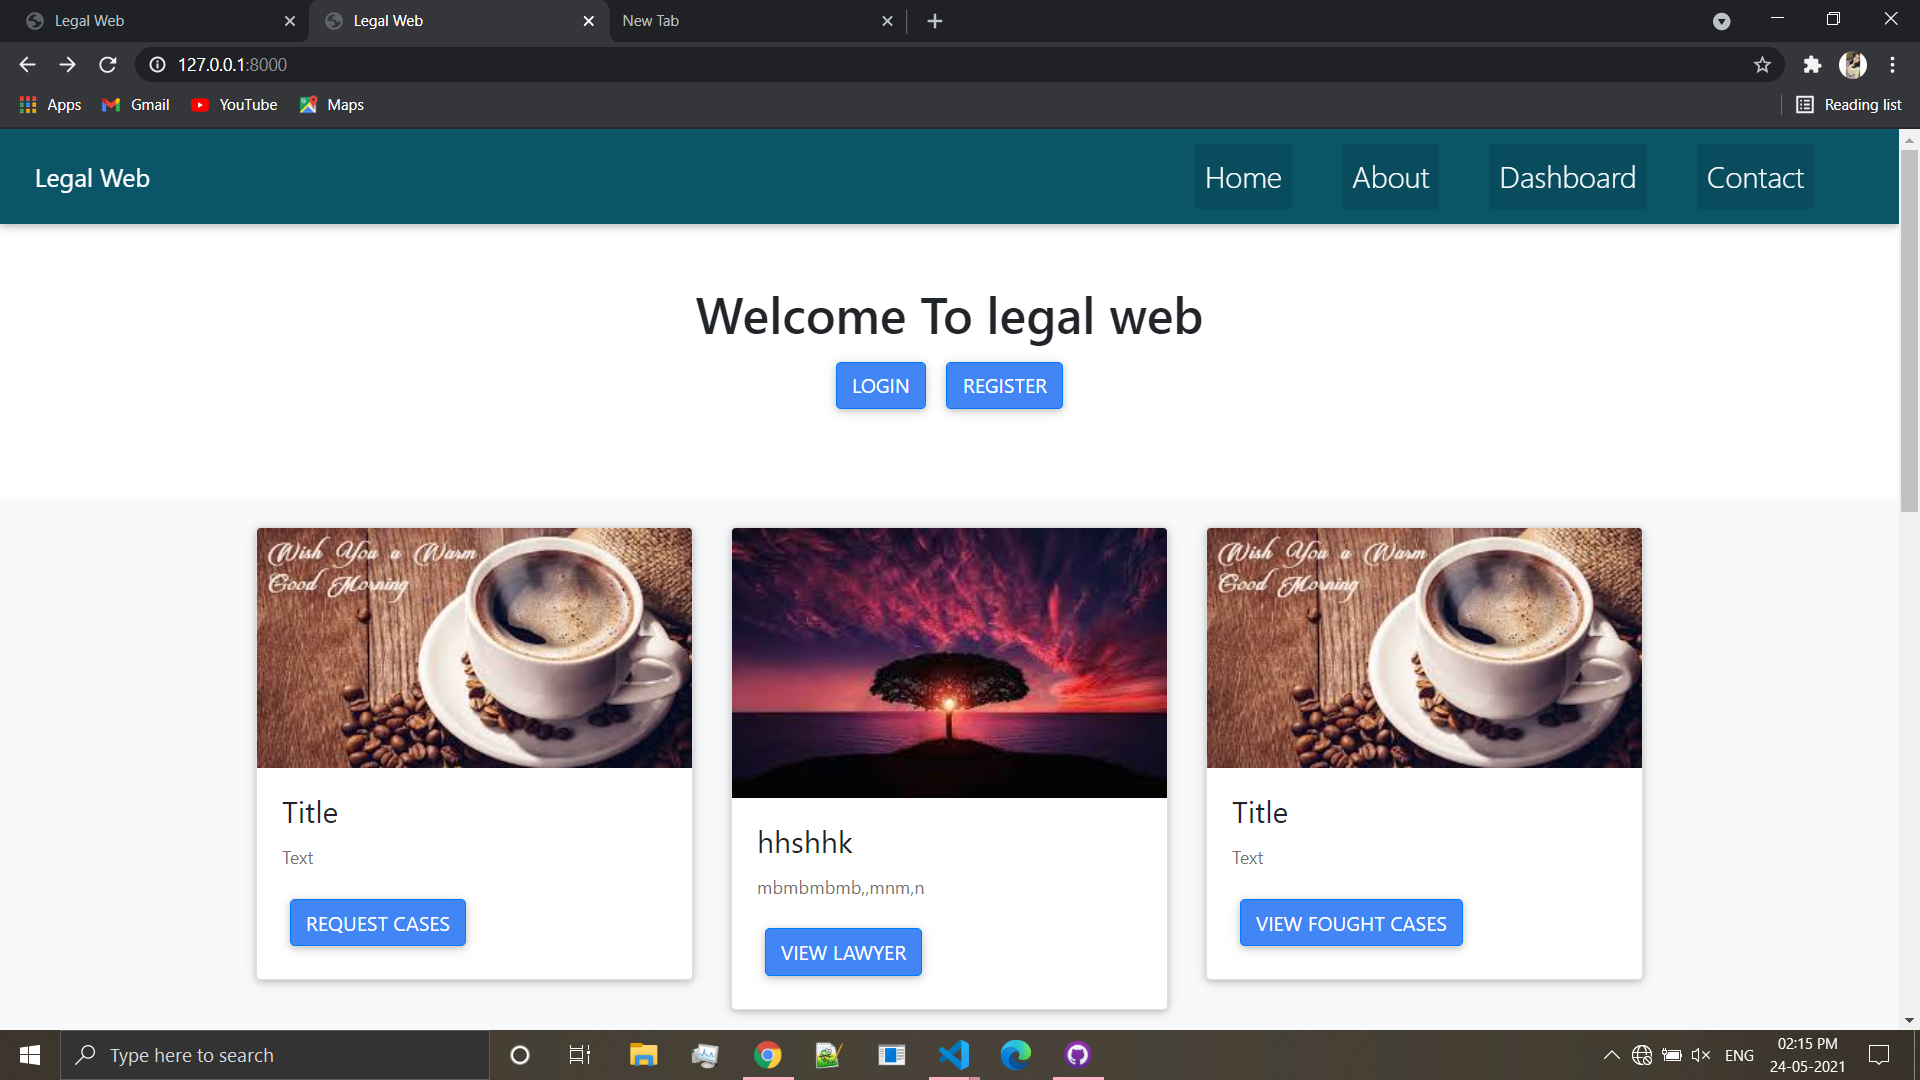 Legal Web
Legal Web
New Tab
127.0.0.1:8000
Apps
Gmail
YouTube
Maps
Reading list
Legal Web
Home
About
Dashboard
Contact
Welcome To legal web
LOGIN
REGISTER
Wish You a Warm
Good Morning
Wish You a Warm
Good Morning
Title
hhshhk
Title
Text
mbmbmbmb,,mnm,n
Text
REQUEST CASES
VIEW LAWYER
VIEW FOUGHT CASES
Type here to search
ENG
02:15 PM
24-05-2021